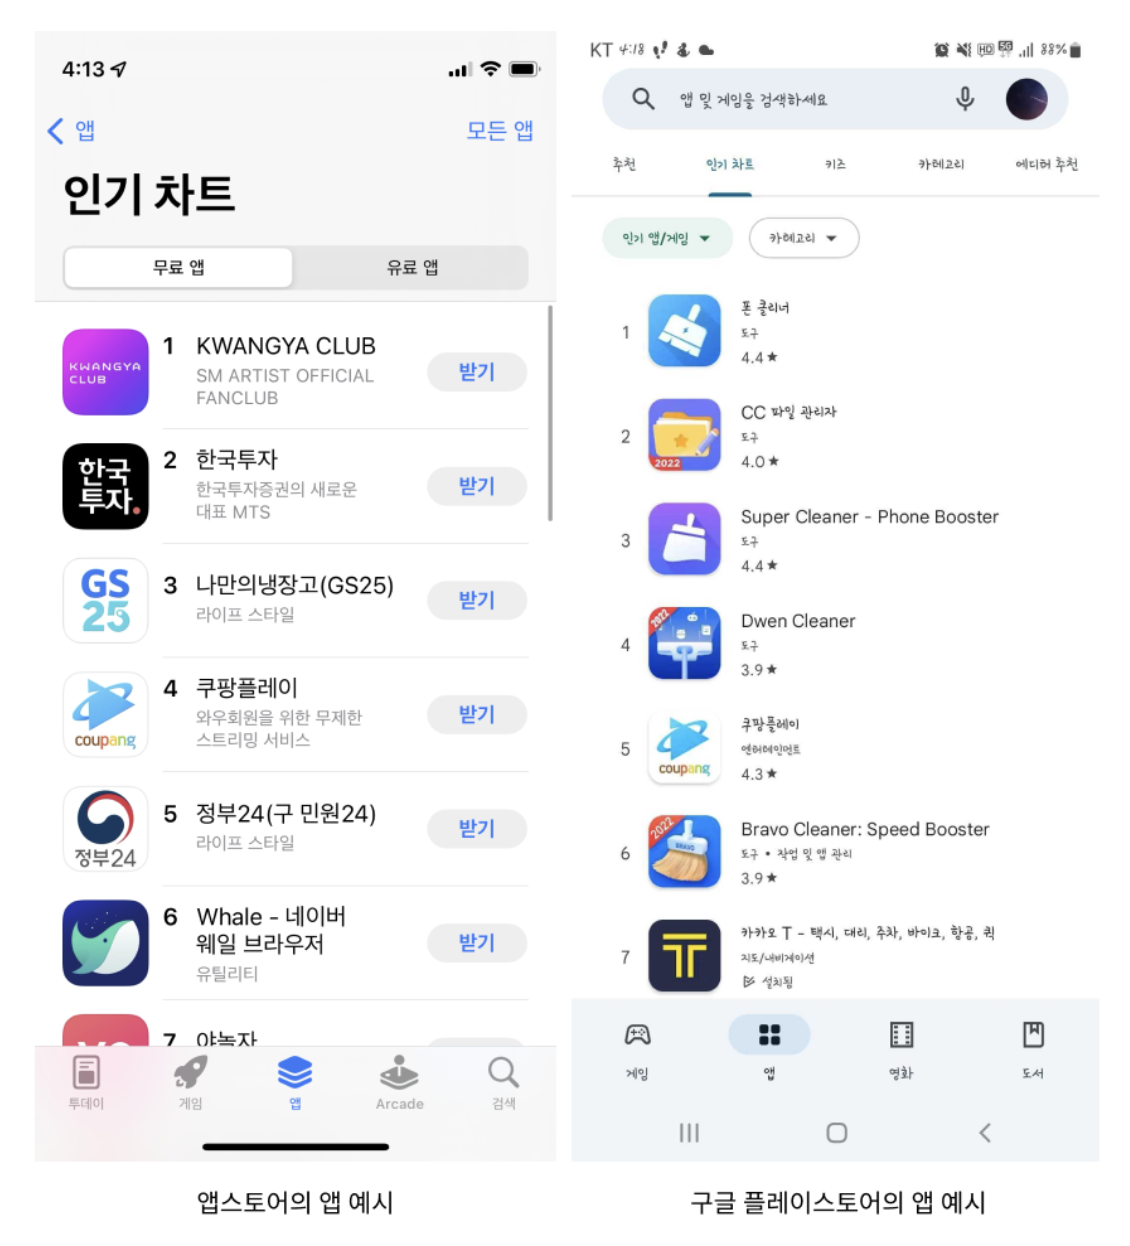 4:13
앱
모든 앱
인기 차트
무료 앱
유료 앱
KWANGYA
CLUB
1 KWANGYA CLUB
SM ARTIST OFFICIAL
FANCLUB
받기
한국
투자.
2 한국투자
한국투자증권의 새로운
대표 MTS
받기
GS
25
3 나만의냉장고(GS25)
라이프 스타일
받기
coupang
4 쿠팡플레이
와우회원을 위한 무제한
스트리밍 서비스
받기
정부24
5 정부24(구 민원24)
라이프 스타일
받기
6 Whale - 네이버
웨일 브라우저
유틸리티
받기
7 야놀자
투데이
게임
앱
Arcade
검색
앱스토어의 앱 예시
KT 4:18
HD 5G 88%
앱 및 게임을 검색하세요
추천
인기 차트
키즈
카테고리
에디터 추천
인기 앱/게임
카테고리
1
폰 클리너
도구
4.4★
2
2022
CC 파일 관리자
도구
4.0★
3
Super Cleaner - Phone Booster
도구
4.4★
4
2022
Dwen Cleaner
도구
3.9★
5
coupang
쿠팡플레이
엔터테인먼트
4.3★
6
2022
BRAVO
Bravo Cleaner: Speed Booster
도구 • 작업 및 앱 관리
3.9★
7
카카오 T - 택시, 대리, 주차, 바이크, 항공, 퀵
지도/내비게이션
설치됨
게임
앱
영화
도서
구글 플레이스토어의 앱 예시